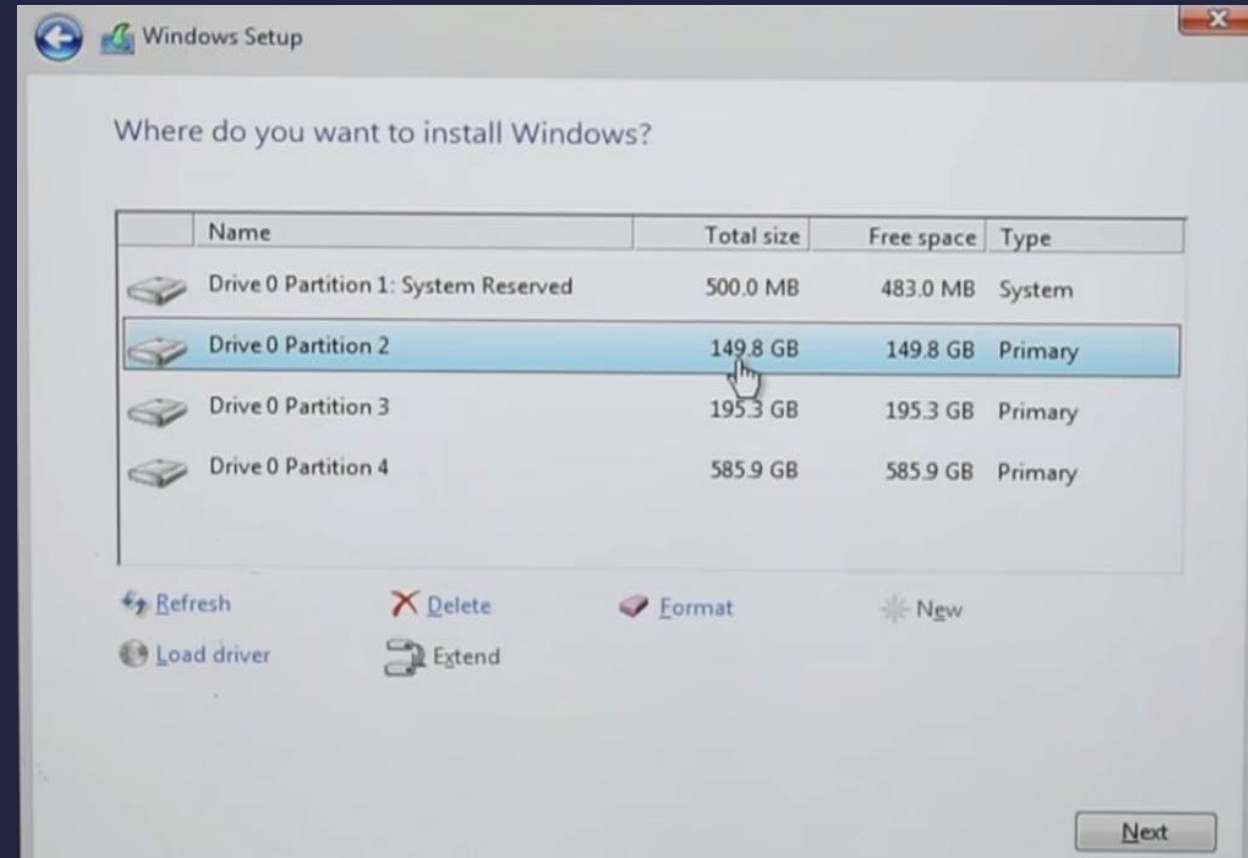 Windows Setup
Where do you want to install Windows?
Name Total size Free space Type
Drive 0 Partition 1: System Reserved 500.0 MB 483.0 MB System
Drive 0 Partition 2 149.8 GB 149.8 GB Primary
Drive 0 Partition 3 195.3 GB 195.3 GB Primary
Drive 0 Partition 4 585.9 GB 585.9 GB Primary
Refresh Delete Format New
Load driver Extend
Next